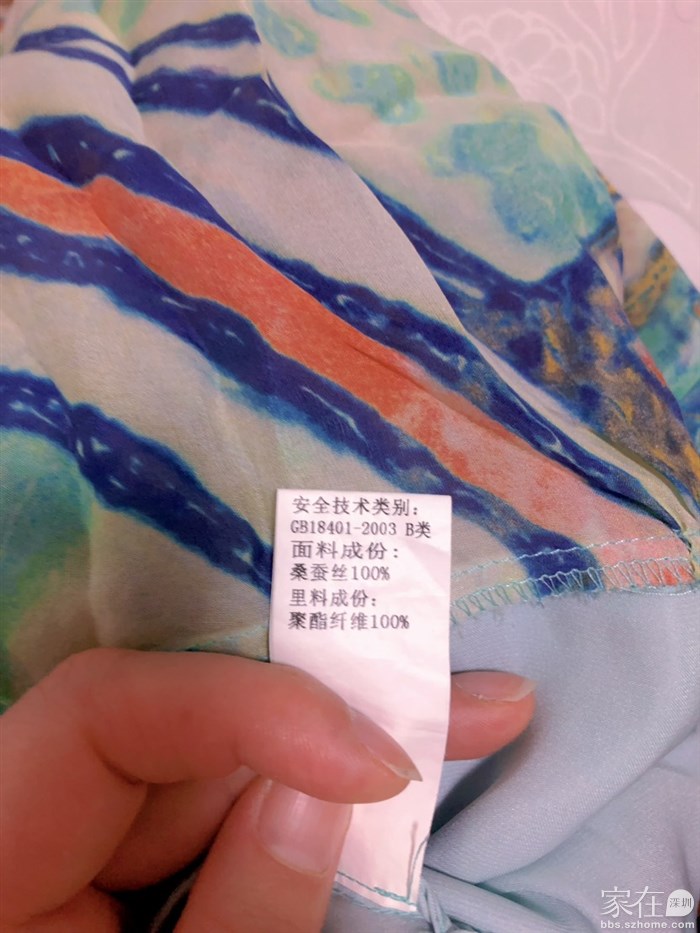 安全技术类别：
GB18401-2003 B类
面料成份：
桑蚕丝100%
里料成份：
聚酯纤维100%
家在深圳
bbs.szhome.com